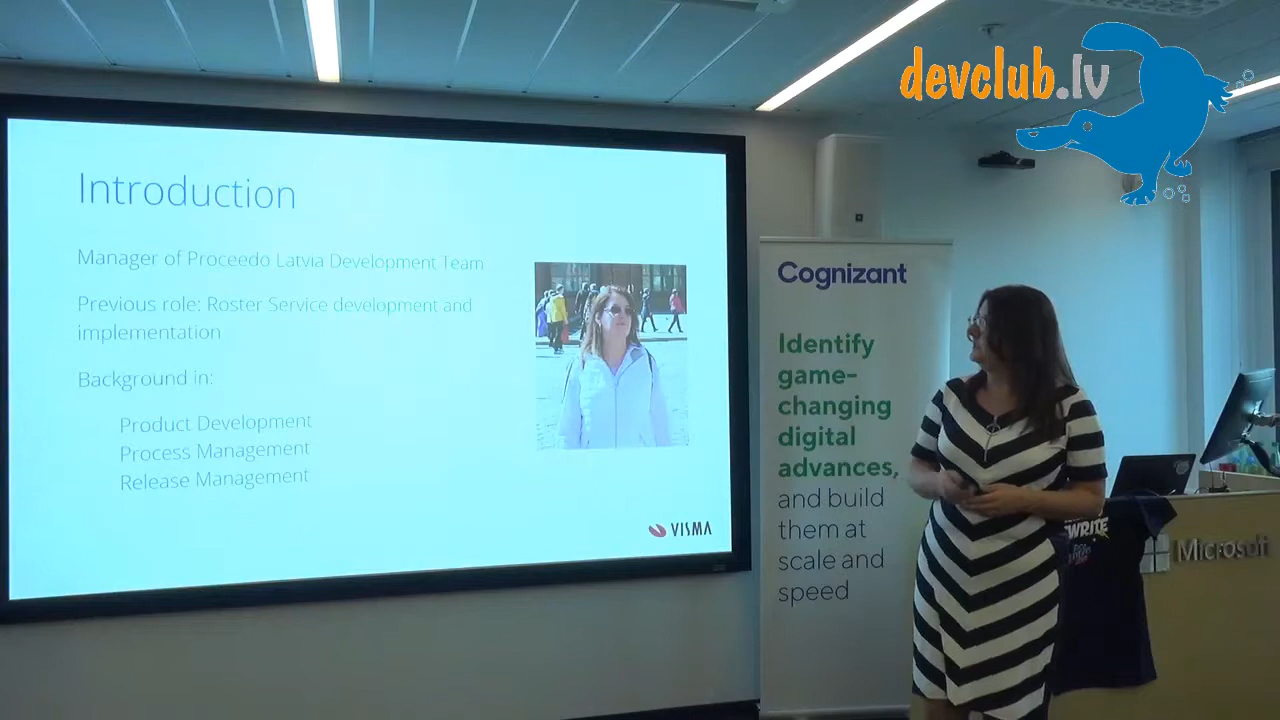 devclub.lv
Introduction
Manager of Proceedo Latvia Development Team
Previous role: Roster Service development and
implementation
Background in:
Product Development
Process Management
Release Management
VISMA
Cognizant
Identify
game-
changing
digital
advances,
and build
them at
scale and
speed
Microsoft